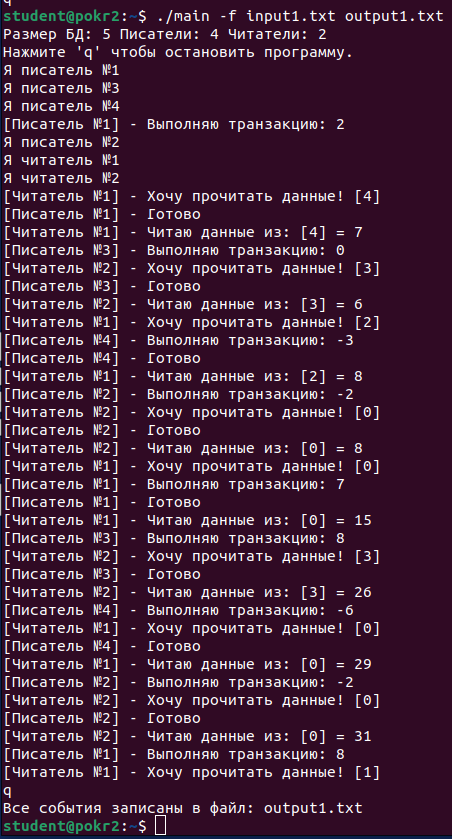 q
student@pokr2:~$ ./main -f input1.txt output1.txt
Размер БД: 5 Писатели: 4 Читатели: 2
Нажмите 'q' чтобы остановить программу.
Я писатель №1
Я писатель №3
Я писатель №4
[Писатель №1] - Выполняю транзакцию: 2
Я писатель №2
Я читатель №1
Я читатель №2
[Читатель №1] - Хочу прочитать данные! [4]
[Писатель №1] - Готово
[Читатель №1] - Читаю данные из: [4] = 7
[Писатель №3] - Выполняю транзакцию: 0
[Читатель №2] - Хочу прочитать данные! [3]
[Писатель №3] - Готово
[Читатель №2] - Читаю данные из: [3] = 6
[Читатель №1] - Хочу прочитать данные! [2]
[Писатель №4] - Выполняю транзакцию: -3
[Писатель №4] - Готово
[Читатель №1] - Читаю данные из: [2] = 8
[Писатель №2] - Выполняю транзакцию: -2
[Читатель №2] - Хочу прочитать данные! [0]
[Писатель №2] - Готово
[Читатель №2] - Читаю данные из: [0] = 8
[Читатель №1] - Хочу прочитать данные! [0]
[Писатель №1] - Выполняю транзакцию: 7
[Писатель №1] - Готово
[Читатель №1] - Читаю данные из: [0] = 15
[Писатель №3] - Выполняю транзакцию: 8
[Читатель №2] - Хочу прочитать данные! [3]
[Писатель №3] - Готово
[Читатель №2] - Читаю данные из: [3] = 26
[Писатель №4] - Выполняю транзакцию: -6
[Читатель №1] - Хочу прочитать данные! [0]
[Писатель №4] - Готово
[Читатель №1] - Читаю данные из: [0] = 29
[Писатель №2] - Выполняю транзакцию: -2
[Читатель №2] - Хочу прочитать данные! [0]
[Писатель №2] - Готово
[Читатель №2] - Читаю данные из: [0] = 31
[Писатель №1] - Выполняю транзакцию: 8
[Читатель №1] - Хочу прочитать данные! [1]
q
Все события записаны в файл: output1.txt
student@pokr2:~$